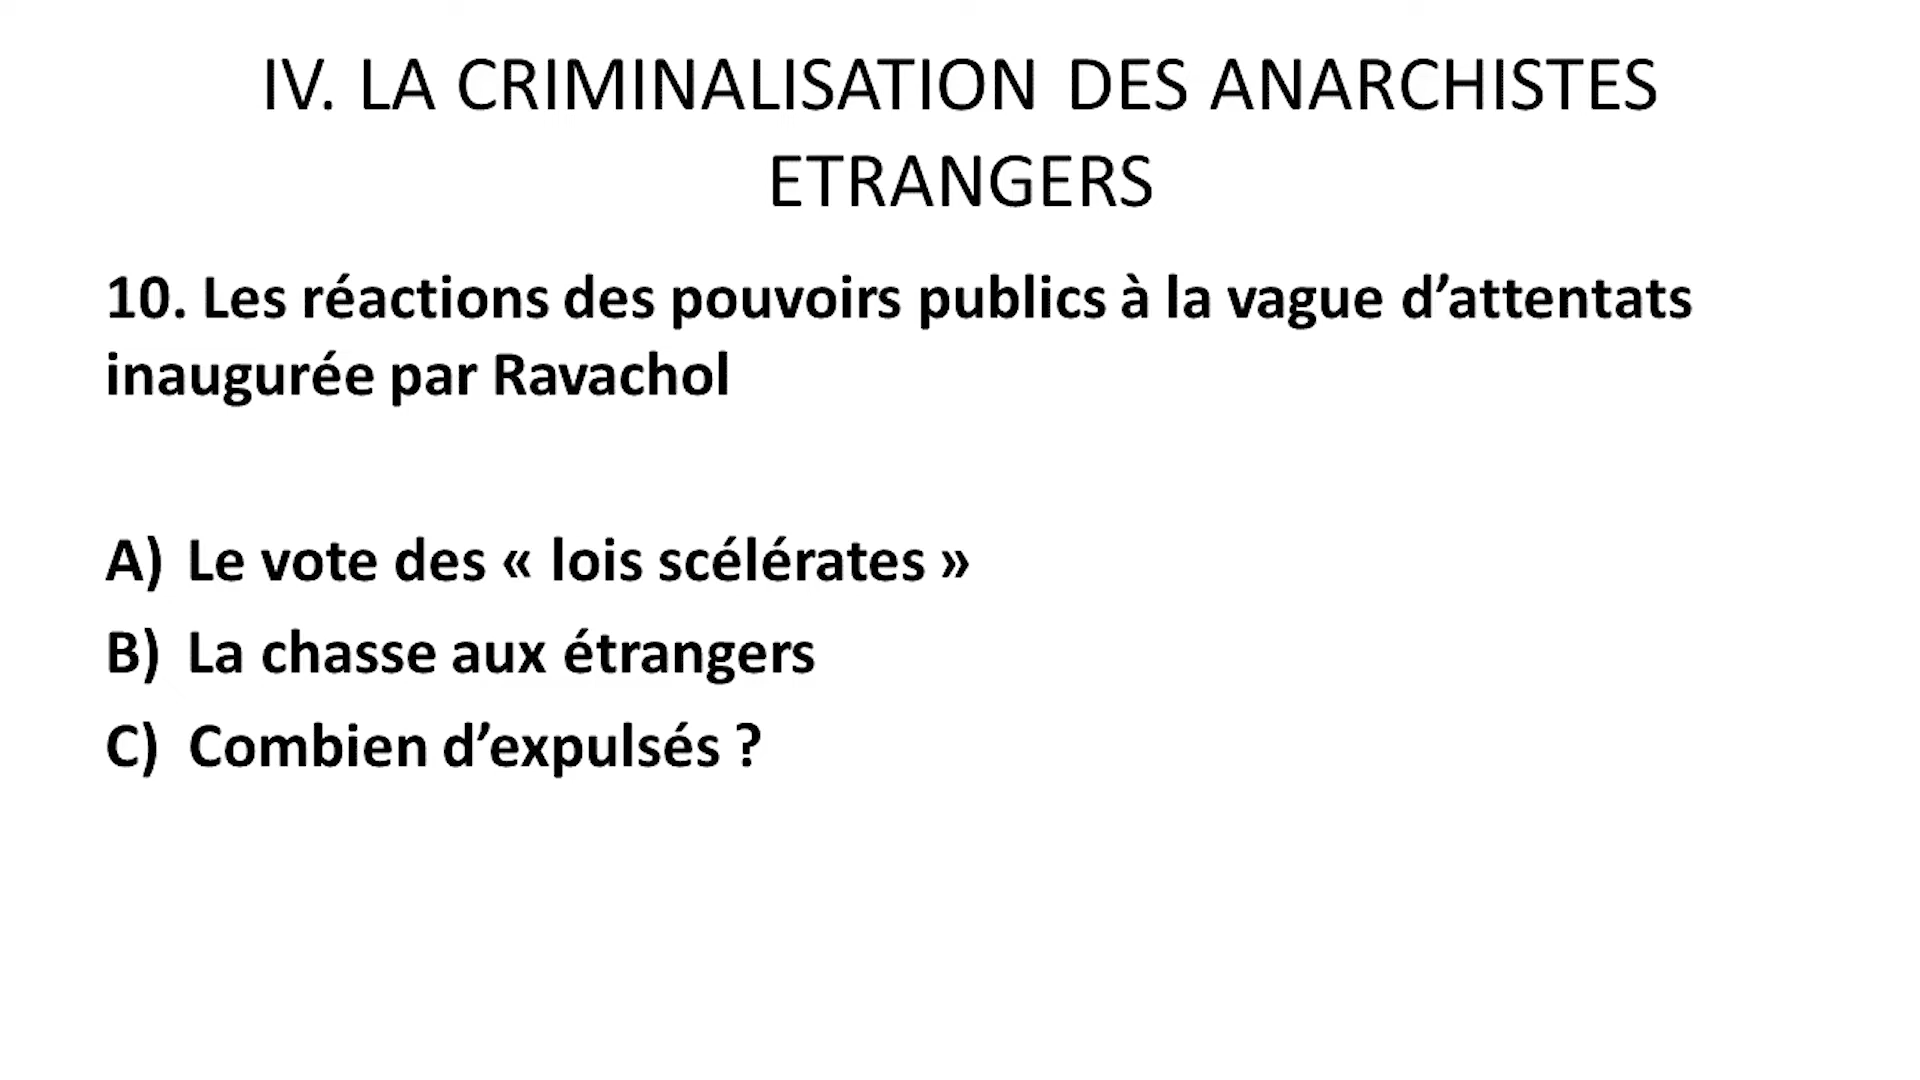 IV. LA CRIMINALISATION DES ANARCHISTES
ETRANGERS
10. Les réactions des pouvoirs publics à la vague d’attentats
inaugurée par Ravachol
A) Le vote des « lois scélérates »
B) La chasse aux étrangers
C) Combien d’expulsés ?